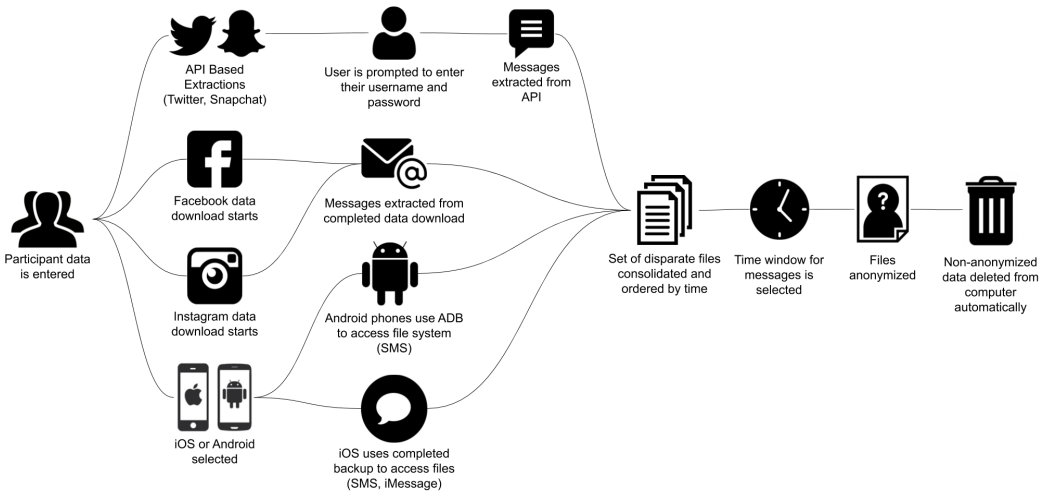 Participant data
is entered
API Based
Extractions
(Twitter, Snapchat)
User is prompted to enter
their username and
password
Messages
extracted from
API
Facebook data
download starts
Messages extracted from
completed data download
Instagram data
download starts
Android phones use ADB
to access file system
(SMS)
iOS or Android
selected
iOS uses completed
backup to access files
(SMS, iMessage)
Set of disparate files
consolidated and
ordered by time
Time window for
messages is
selected
Files
anonymized
Non-anonymized
data deleted from
computer
automatically